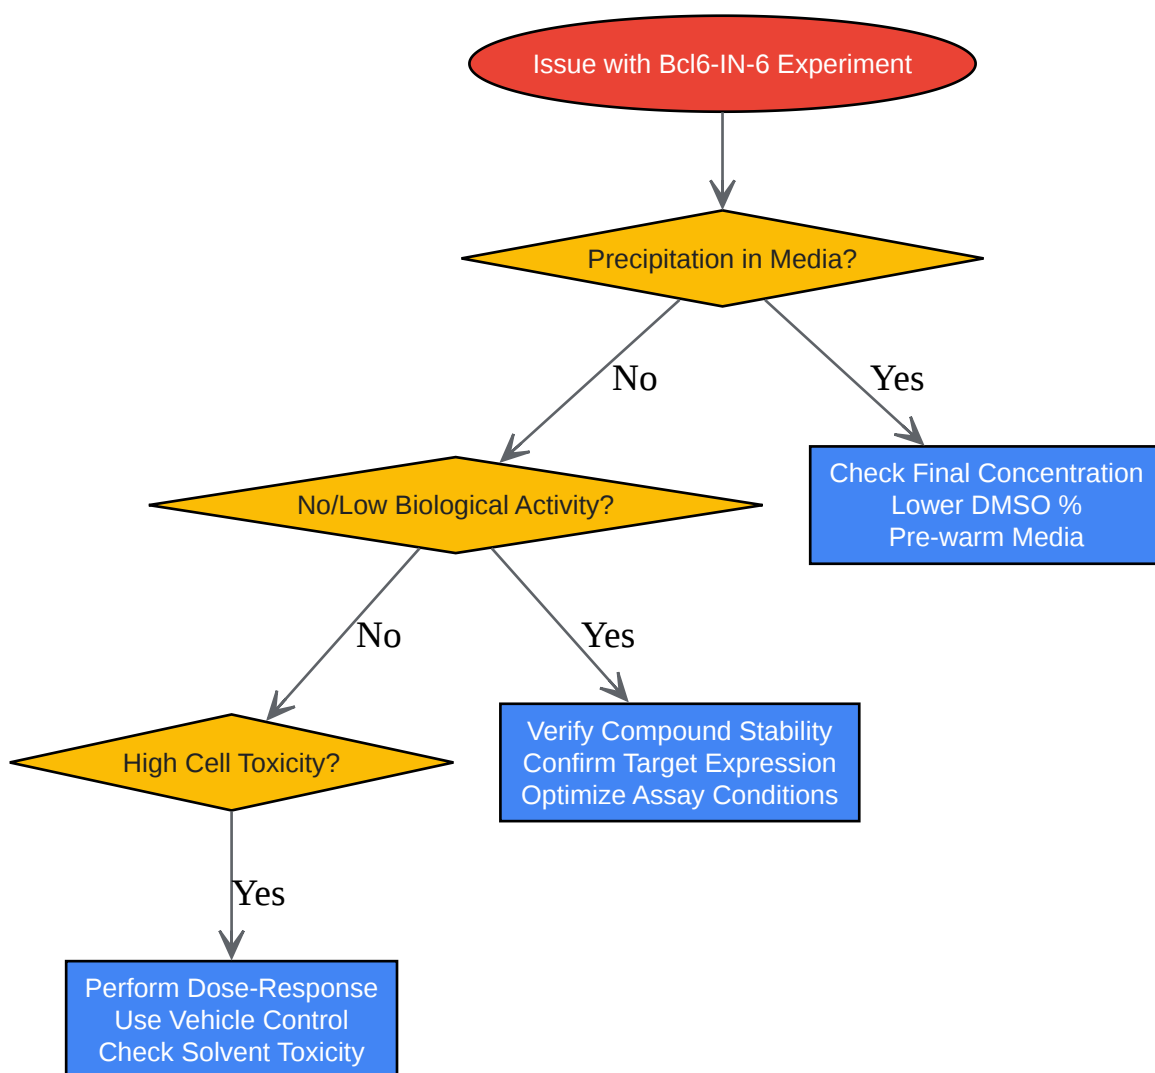 Issue with Bcl6-IN-6 Experiment
Precipitation in Media?
No
Yes
No/Low Biological Activity?
Check Final Concentration
Lower DMSO %
Pre-warm Media
No
Yes
High Cell Toxicity?
Verify Compound Stability
Confirm Target Expression
Optimize Assay Conditions
Yes
Perform Dose-Response
Use Vehicle Control
Check Solvent Toxicity